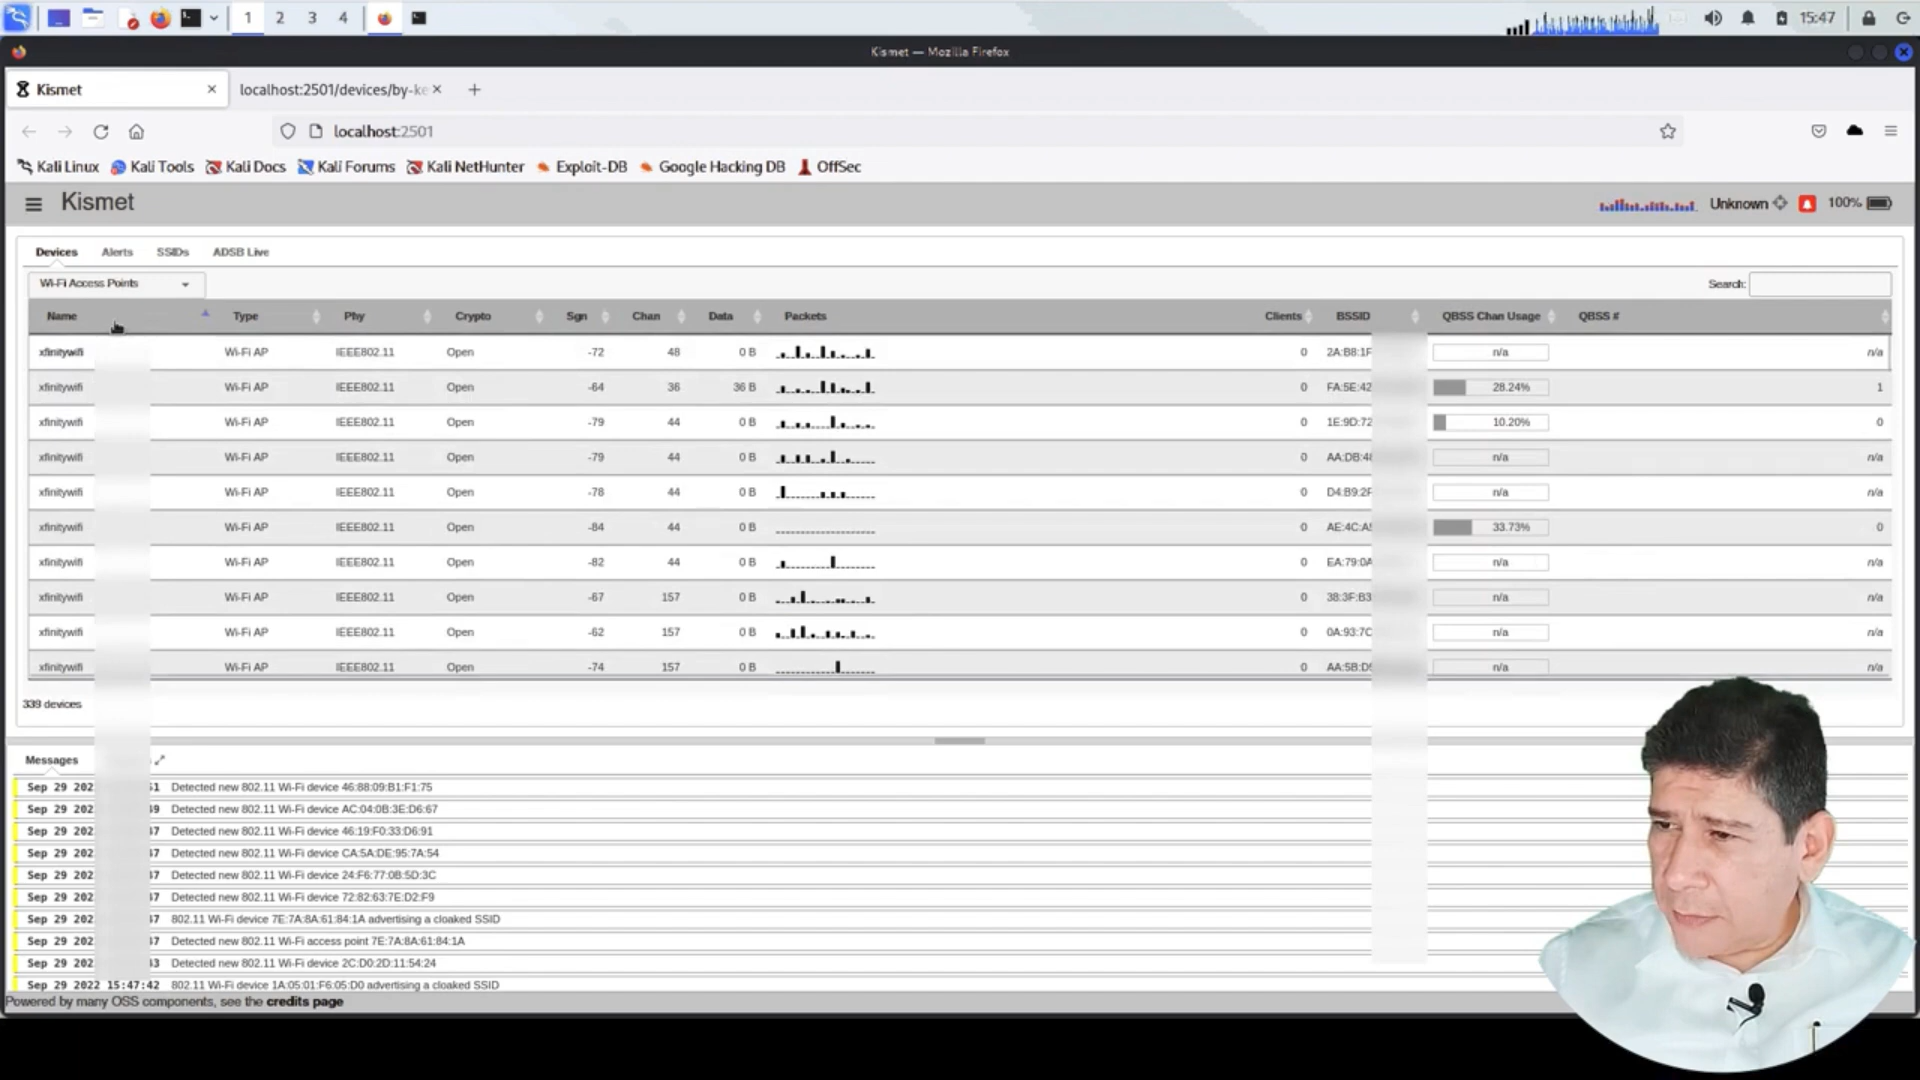 1 2 3 4 15:47
Kismet — Mozilla Firefox
Kismet localhost:2501/devices/by-ke
localhost:2501
Kali Linux Kali Tools Kali Docs Kali Forums Kali NetHunter Exploit-DB Google Hacking DB OffSec
Kismet Unknown 100%
Devices Alerts SSIDs ADSB Live
Wi-Fi Access Points Search:
Name Type Phy Crypto Sgn Chan Data Packets Clients BSSID QBSS Chan Usage QBSS #
xfinitywifi Wi-Fi AP IEEE802.11 Open -72 48 0 B 0 2A:B8:1F n/a n/a
xfinitywifi Wi-Fi AP IEEE802.11 Open -64 36 36 B 0 FA:5E:42 28.24% 1
xfinitywifi Wi-Fi AP IEEE802.11 Open -79 44 0 B 0 1E:9D:72 10.20% 0
xfinitywifi Wi-Fi AP IEEE802.11 Open -79 44 0 B 0 AA:DB:48 n/a n/a
xfinitywifi Wi-Fi AP IEEE802.11 Open -78 44 0 B 0 D4:B9:2F n/a n/a
xfinitywifi Wi-Fi AP IEEE802.11 Open -84 44 0 B 0 AE:4C:A5 33.73% 0
xfinitywifi Wi-Fi AP IEEE802.11 Open -82 44 0 B 0 EA:79:0A n/a n/a
xfinitywifi Wi-Fi AP IEEE802.11 Open -67 157 0 B 0 38:3F:B3 n/a n/a
xfinitywifi Wi-Fi AP IEEE802.11 Open -62 157 0 B 0 0A:93:7C n/a n/a
xfinitywifi Wi-Fi AP IEEE802.11 Open -74 157 0 B 0 AA:5B:D5 n/a n/a
339 devices
Messages
Sep 29 202 51 Detected new 802.11 Wi-Fi device 46:88:09:B1:F1:75
Sep 29 202 49 Detected new 802.11 Wi-Fi device AC:04:0B:3E:D6:67
Sep 29 202 47 Detected new 802.11 Wi-Fi device 46:19:F0:33:D6:91
Sep 29 202 47 Detected new 802.11 Wi-Fi device CA:5A:DE:95:7A:54
Sep 29 202 47 Detected new 802.11 Wi-Fi device 24:F6:77:0B:5D:3C
Sep 29 202 47 Detected new 802.11 Wi-Fi device 72:82:63:7E:D2:F9
Sep 29 202 47 802.11 Wi-Fi device 7E:7A:8A:61:84:1A advertising a cloaked SSID
Sep 29 202 47 Detected new 802.11 Wi-Fi access point 7E:7A:8A:61:84:1A
Sep 29 202 43 Detected new 802.11 Wi-Fi device 2C:D0:2D:11:54:24
Sep 29 2022 15:47:42 802.11 Wi-Fi device 1A:05:01:F6:05:D0 advertising a cloaked SSID
Powered by many OSS components, see the credits page